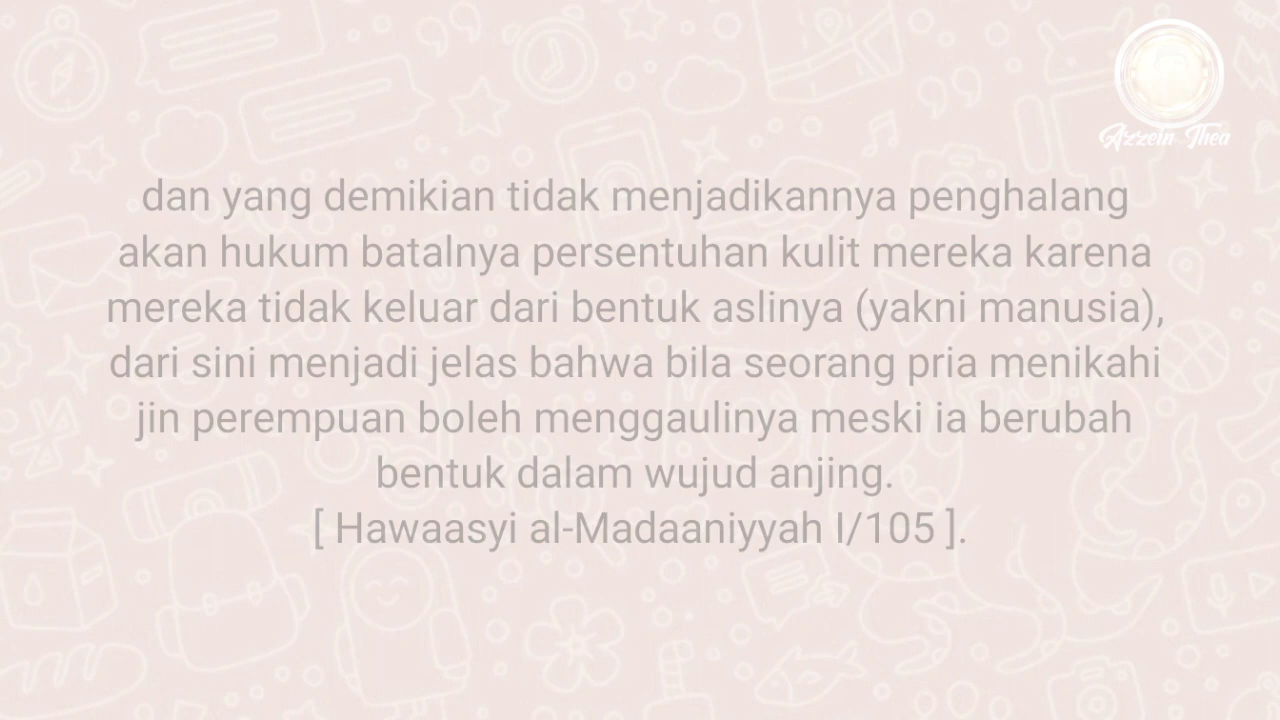 Azzein Thea
dan yang demikian tidak menjadikannya penghalang
akan hukum batalnya persentuhan kulit mereka karena
mereka tidak keluar dari bentuk aslinya (yakni manusia),
dari sini menjadi jelas bahwa bila seorang pria menikahi
jin perempuan boleh menggaulinya meski ia berubah
bentuk dalam wujud anjing.
[ Hawaasyi al-Madaaniyyah I/105 ].